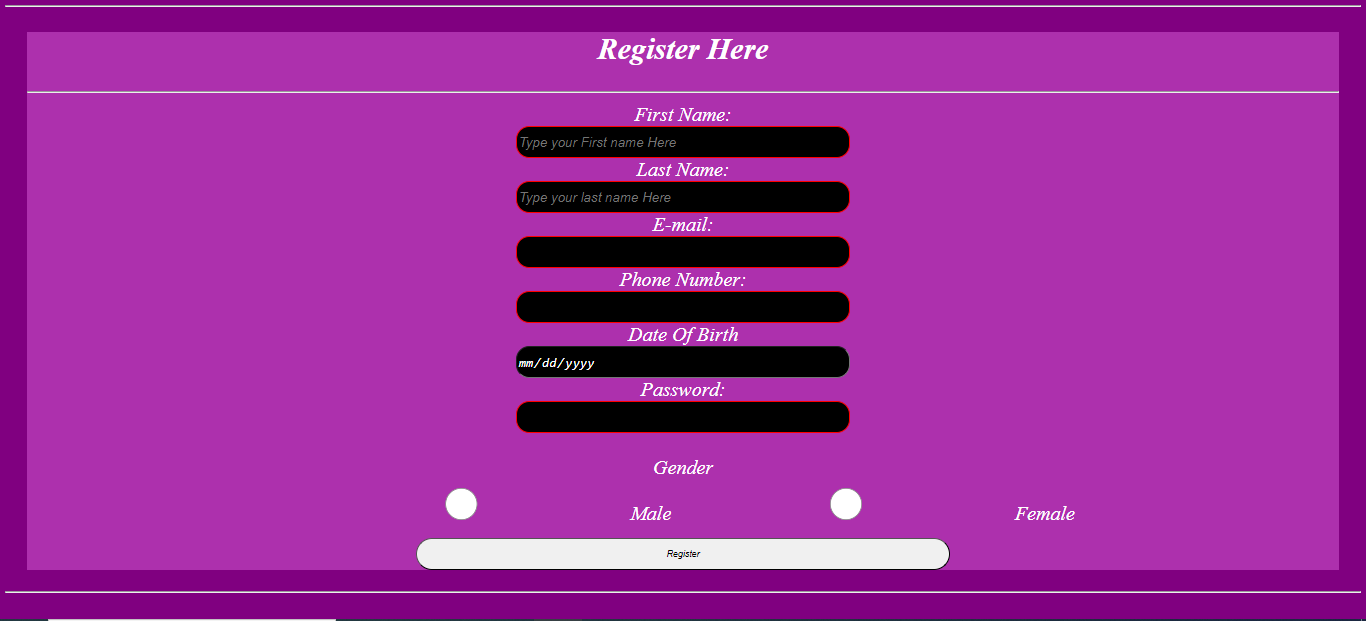 Register Here
First Name:
Type your First name Here
Last Name:
Type your last name Here
E-mail:
Phone Number:
Date Of Birth
mm/dd/yyyy
Password:
Gender
Male Female
Register